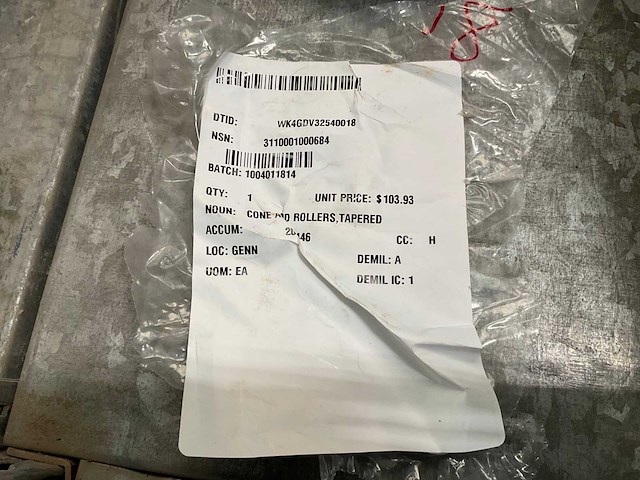 DTID: WK4GDV32540018
NSN: 3110001000684
BATCH: 1004011814
QTY: 1 UNIT PRICE: $103.93
NOUN: CONE ROLLERS,TAPERED
ACCUM: CC: H
LOC: GENN DEMIL: A
UOM: EA DEMIL IC: 1